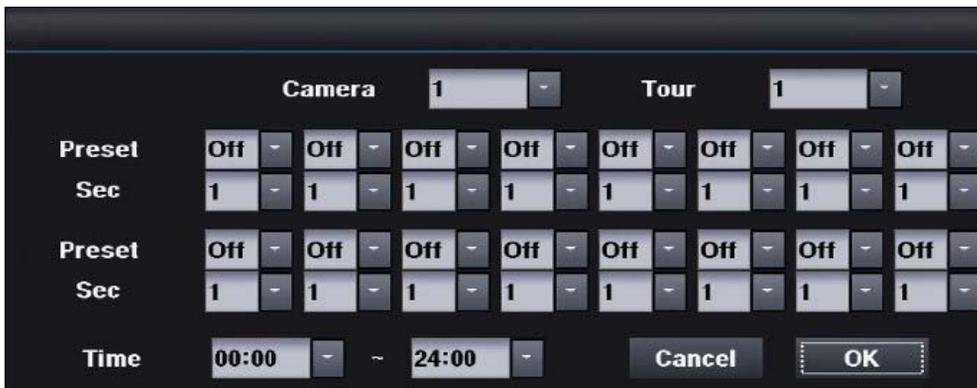 Camera 1 Tour 1
Preset Off Off Off Off Off Off Off Off
Sec 1 1 1 1 1 1 1 1
Preset Off Off Off Off Off Off Off Off
Sec 1 1 1 1 1 1 1 1
Time 00:00 ~ 24:00 Cancel OK